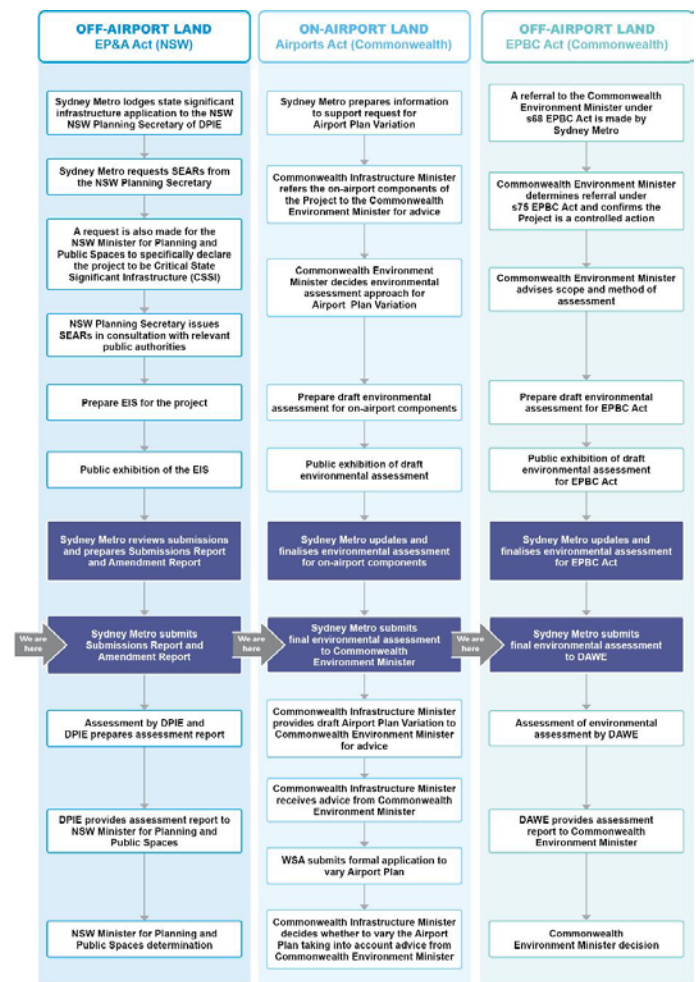 OFF-AIRPORT LAND
EP&A Act (NSW)
Sydney Metro lodges state significant
infrastructure application to the NSW
NSW Planning Secretary of DPIE
Sydney Metro requests SEARs from
the NSW Planning Secretary
A request is also made for the
NSW Minister for Planning and
Public Spaces to specifically declare
the project to be Critical State
Significant Infrastructure (CSSI)
NSW Planning Secretary issues
SEARs in consultation with relevant
public authorities
Prepare EIS for the project
Public exhibition of the EIS
Sydney Metro reviews submissions
and prepares Submissions Report
and Amendment Report
We are
here
Sydney Metro submits
Submissions Report and
Amendment Report
Assessment by DPIE and
DPIE prepares assessment report
DPIE provides assessment report to
NSW Minister for Planning and
Public Spaces
NSW Minister for Planning and
Public Spaces determination
ON-AIRPORT LAND
Airports Act (Commonwealth)
Sydney Metro prepares information
to support request for
Airport Plan Variation
Commonwealth Infrastructure Minister
refers the on-airport components of
the Project to the Commonwealth
Environment Minister for advice
Commonwealth Environment
Minister decides environmental
assessment approach for
Airport Plan Variation
Prepare draft environmental
assessment for on-airport components
Public exhibition of draft
environmental assessment
Sydney Metro updates and
finalises environmental assessment
for on-airport components
We are
here
Sydney Metro submits
final environmental assessment
to Commonwealth
Environment Minister
Commonwealth Infrastructure Minister
provides draft Airport Plan Variation to
Commonwealth Environment Minister
for advice
Commonwealth Infrastructure Minister
receives advice from Commonwealth
Environment Minister
WSA submits formal application to
vary Airport Plan
Commonwealth Infrastructure Minister
decides whether to vary the Airport
Plan taking into account advice from
Commonwealth Environment Minister
OFF-AIRPORT LAND
EPBC Act (Commonwealth)
A referral to the Commonwealth
Environment Minister under
s68 EPBC Act is made by
Sydney Metro
Commonwealth Environment Minister
determines referral under
s75 EPBC Act and confirms the
Project is a controlled action
Commonwealth Environment Minister
advises scope and method of
assessment
Prepare draft environmental
assessment for EPBC Act
Public exhibition of draft
environmental assessment
for EPBC Act
Sydney Metro updates and
finalises environmental assessment
for EPBC Act
We are
here
Sydney Metro submits
final environmental assessment
to DAWE
Assessment of environmental
assessment by DAWE
DAWE provides assessment
report to Commonwealth
Environment Minister
Commonwealth
Environment Minister decision